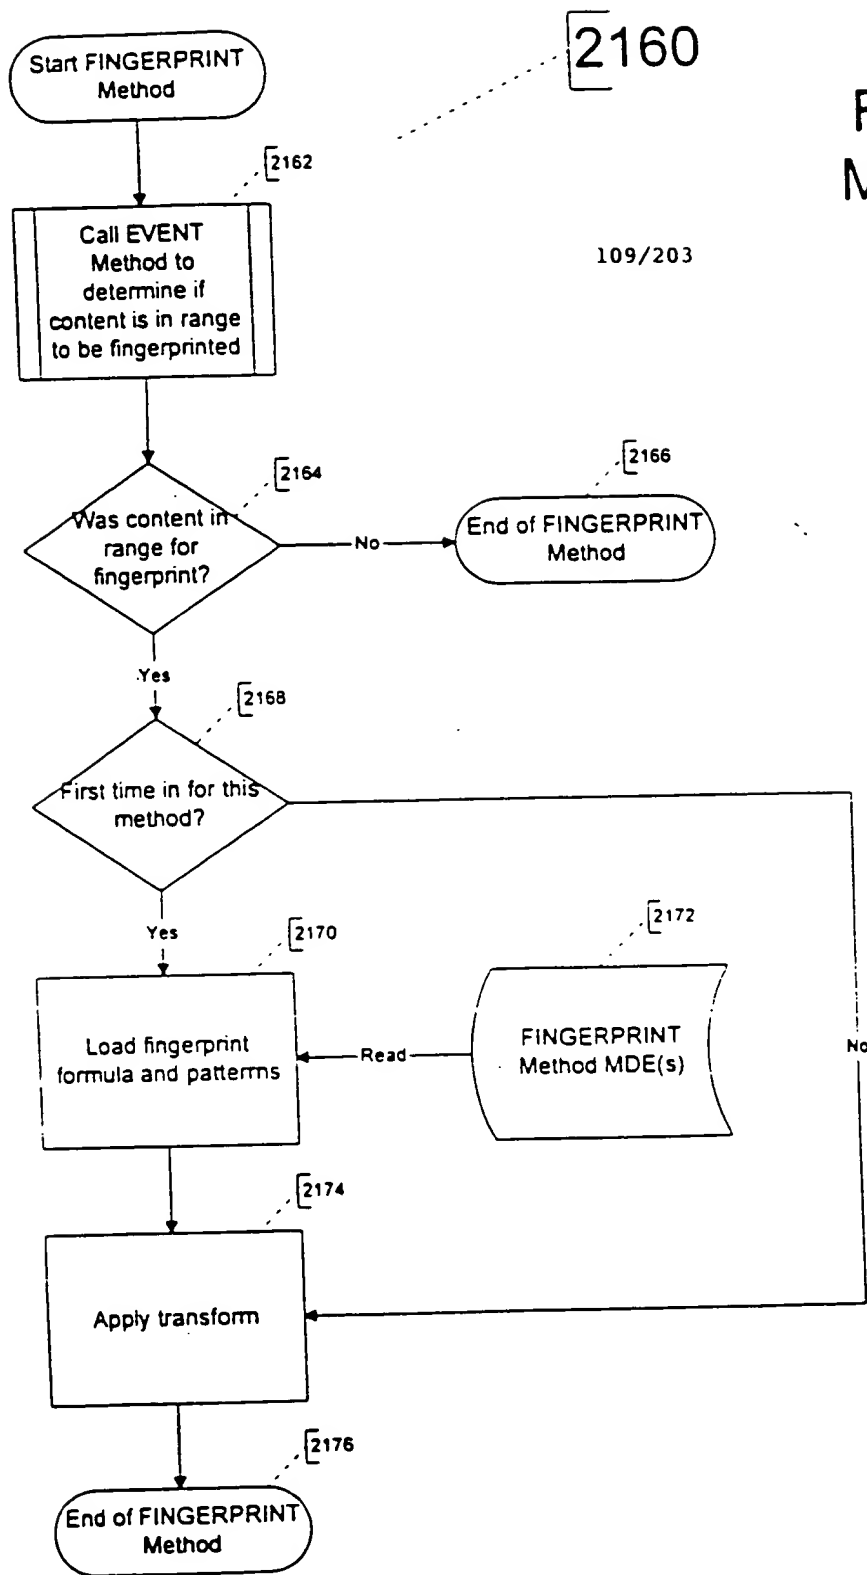 2160
Start FINGERPRINT
Method
2162
Call EVENT
Method to
determine if
content is in range
to be fingerprinted
109/203
2164
Was content in
range for
fingerprint?
No
2166
End of FINGERPRINT
Method
Yes
2168
First time in for this
method?
Yes
No
2170
Load fingerprint
formula and patterns
Read
2172
FINGERPRINT
Method MDE(s)
2174
Apply transform
2176
End of FINGERPRINT
Method